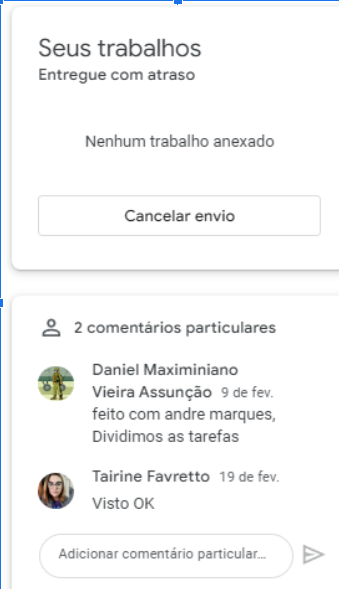 Seus trabalhos
Entregue com atraso
Nenhum trabalho anexado
Cancelar envio
2 comentários particulares
Daniel Maximiniano
Vieira Assunção 9 de fev.
feito com andre marques,
Dividimos as tarefas
Tairine Favretto 19 de fev.
Visto OK
Adicionar comentário particular...